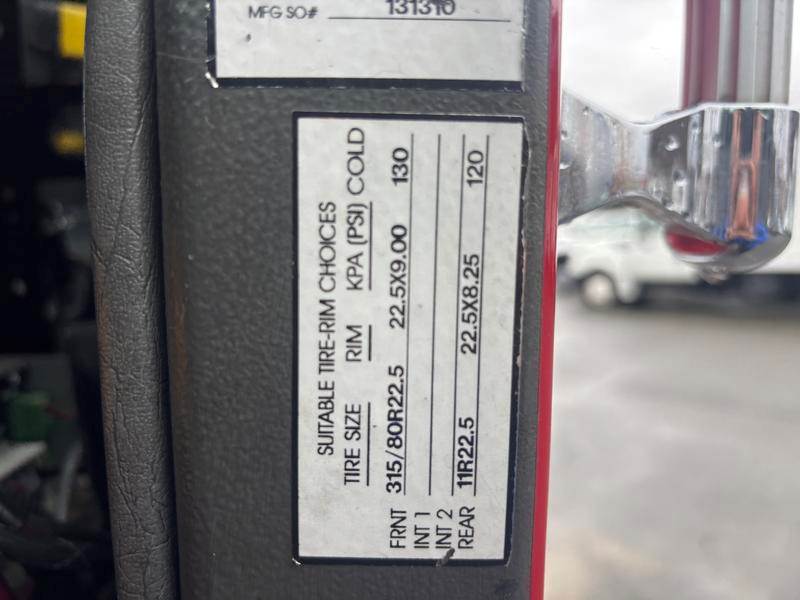 MFG SO# 131310
SUITABLE TIRE-RIM CHOICES
TIRE SIZE RIM KPA (PSI) COLD
FRNT 315/80R22.5 22.5X9.00 130
INT 1
INT 2
REAR 11R22.5 22.5X8.25 120